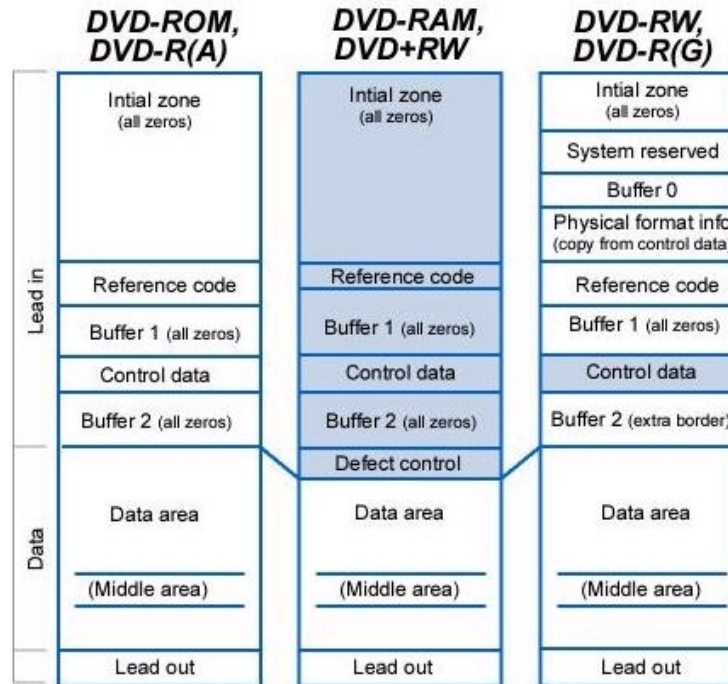 DVD-ROM,
DVD-R(A)
Intial zone
(all zeros)
Reference code
Buffer 1 (all zeros)
Control data
Buffer 2 (all zeros)
Data area
(Middle area)
Lead out
DVD-RAM,
DVD+RW
Intial zone
(all zeros)
Reference code
Buffer 1 (all zeros)
Control data
Buffer 2 (all zeros)
Defect control
Data area
(Middle area)
Lead out
DVD-RW,
DVD-R(G)
Intial zone
(all zeros)
System reserved
Buffer 0
Physical format info
(copy from control data
Reference code
Buffer 1 (all zeros)
Control data
Buffer 2 (extra border)
Data area
(Middle area)
Lead out
Lead in
Data